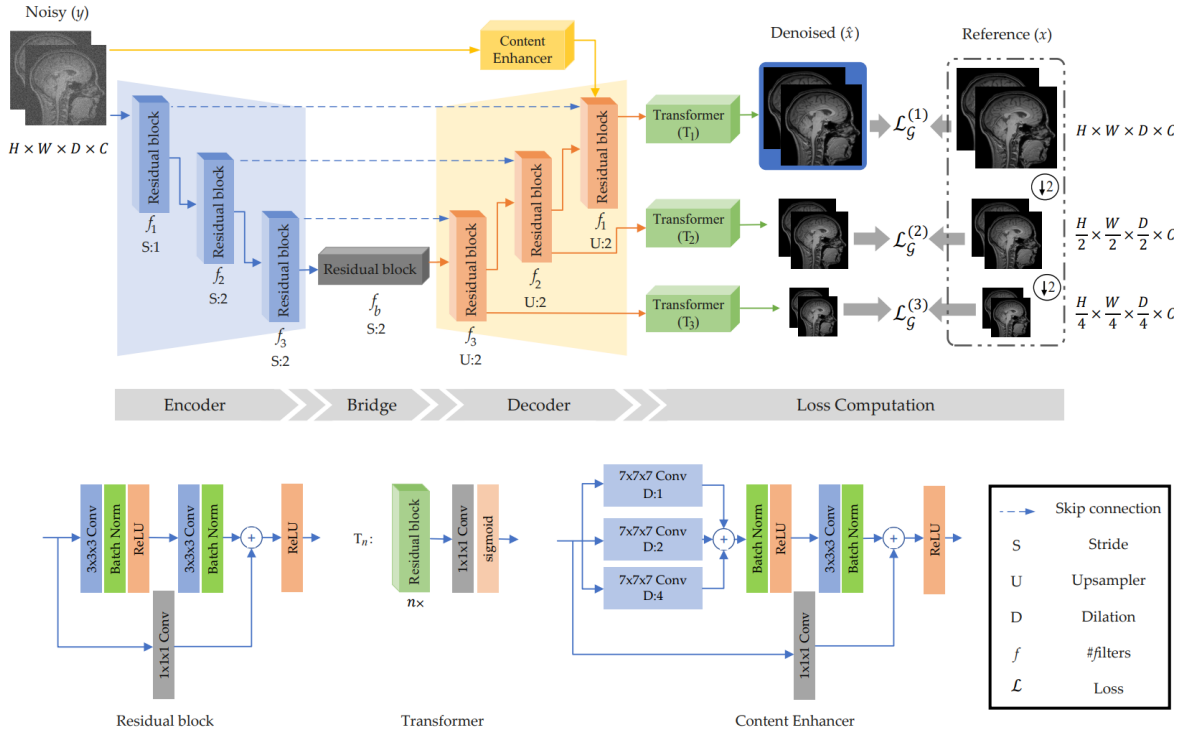 Noisy (y)
Content
Enhancer
Denoised (x̂)
Reference (x)
H × W × D × C
Residual block
f₁
S:1
Residual block
f₂
S:2
Residual block
f₃
S:2
Residual block
f_b
S:2
Residual block
f₃
U:2
Residual block
f₂
U:2
Residual block
f₁
U:2
Transformer
(T₁)
Transformer
(T₂)
Transformer
(T₃)
ℒ_𝒢^(1)
ℒ_𝒢^(2)
ℒ_𝒢^(3)
H × W × D × C
↓2
H/2 × W/2 × D/2 × C
↓2
H/4 × W/4 × D/4 × C
Encoder
Bridge
Decoder
Loss Computation
3x3x3 Conv
Batch Norm
ReLU
3x3x3 Conv
Batch Norm
+
ReLU
1x1x1 Conv
Residual block
Tₙ:
Residual block
n×
1x1x1 Conv
sigmoid
Transformer
7x7x7 Conv
D:1
7x7x7 Conv
D:2
7x7x7 Conv
D:4
+
Batch Norm
ReLU
3x3x3 Conv
Batch Norm
+
ReLU
1x1x1 Conv
Content Enhancer
Skip connection
S Stride
U Upsampler
D Dilation
f #filters
ℒ Loss